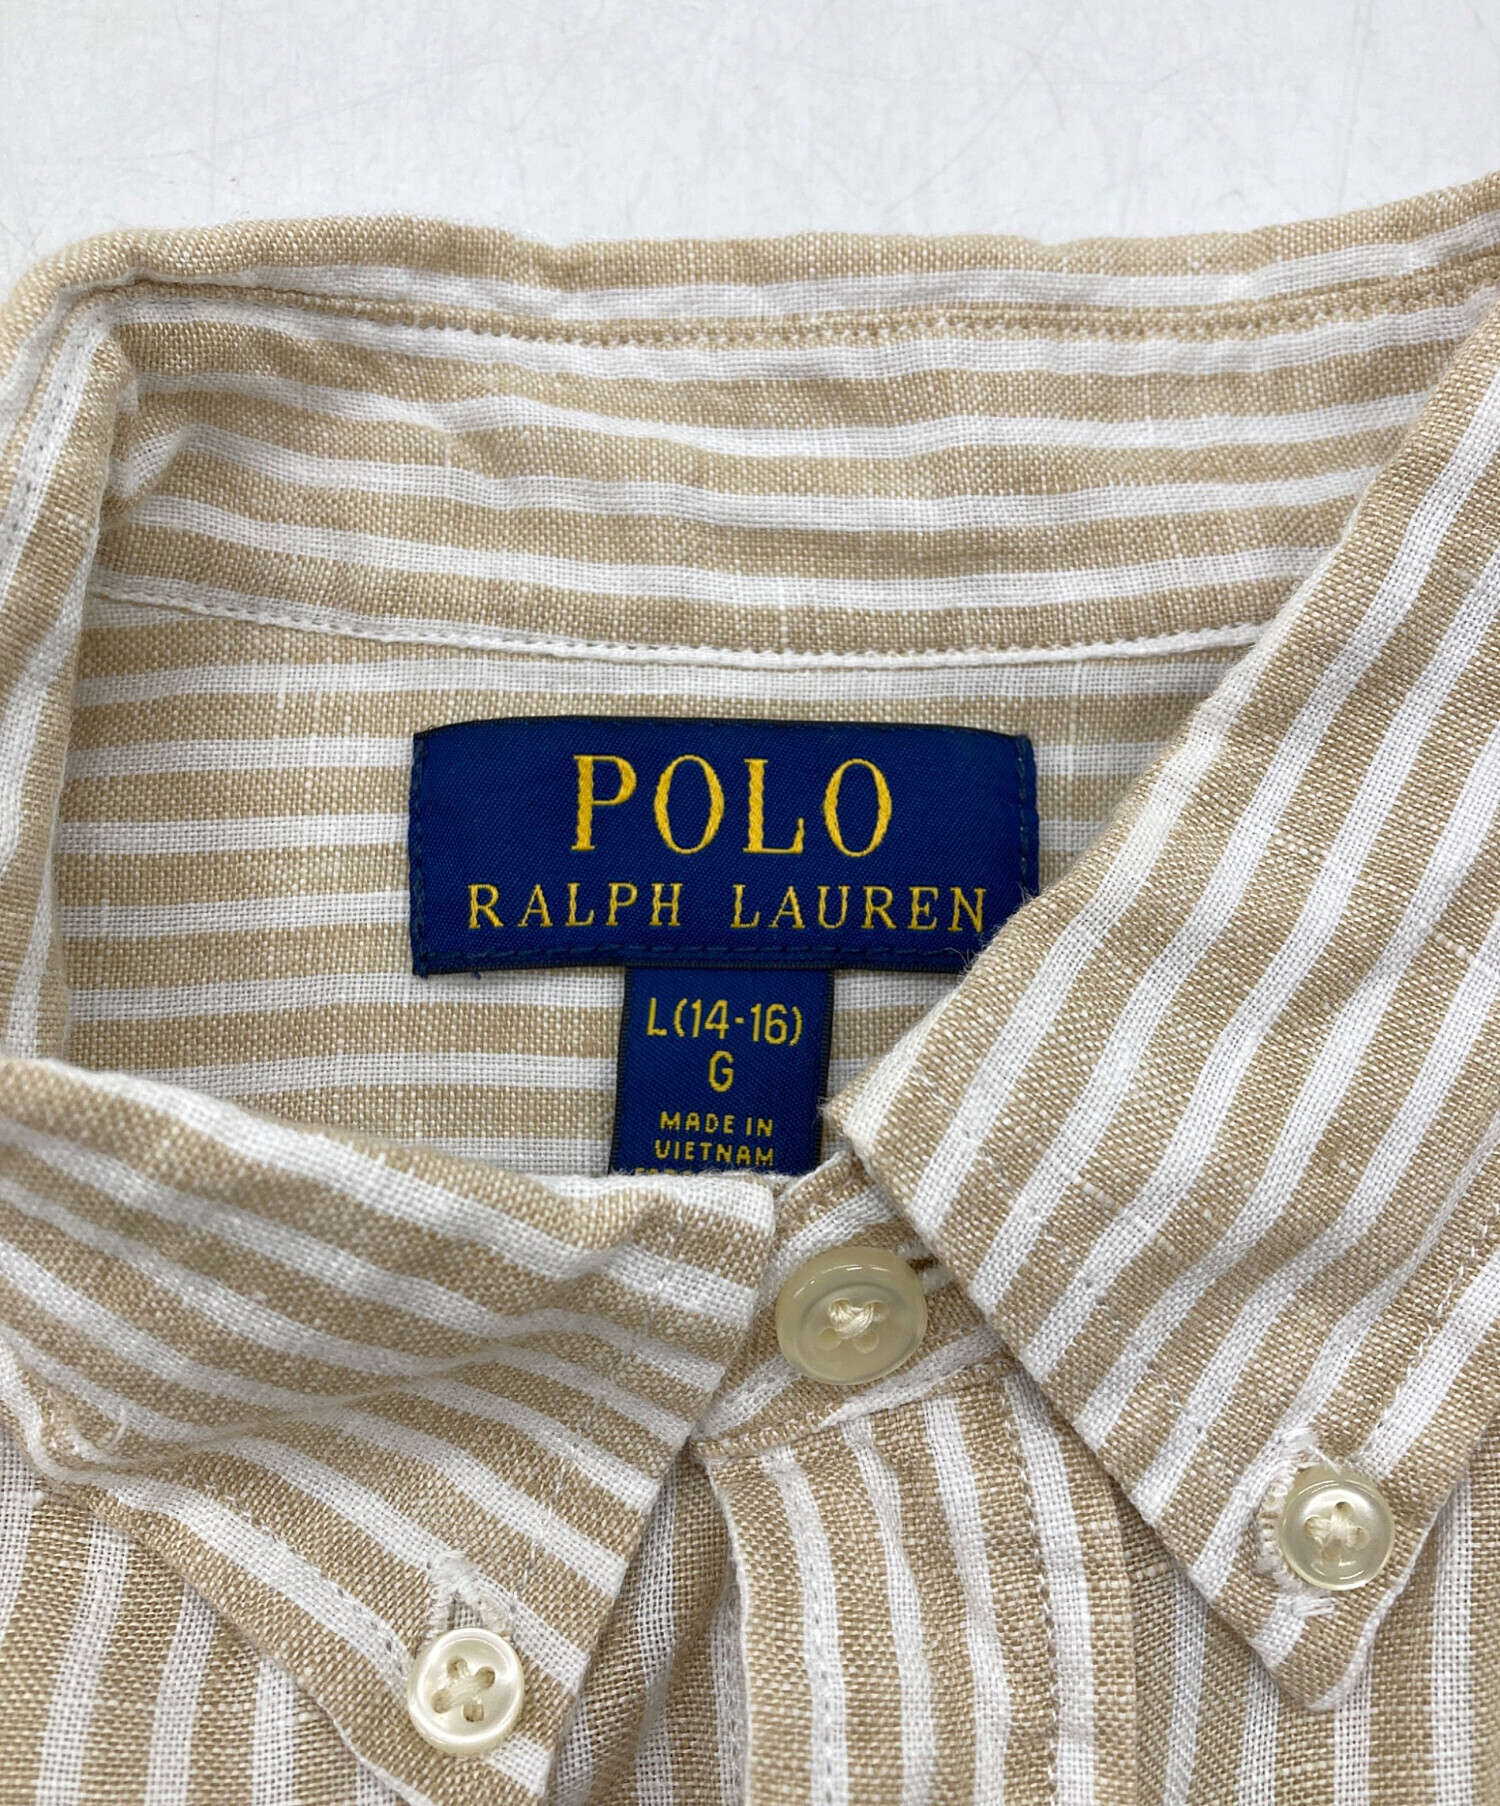 POLO
RALPH LAUREN
L(14-16)
G
MADE IN
VIETNAM